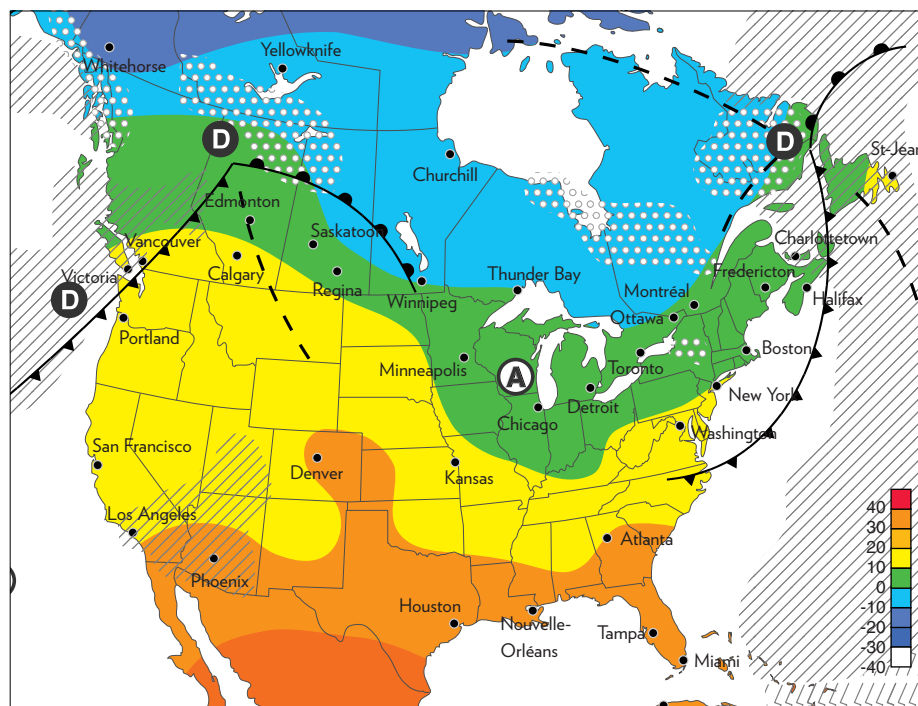 Whitehorse
Yellowknife
D
D
Churchill
St-Jean
Edmonton
Saskatoon
Vancouver
Victoria
Calgary
Regina
Winnipeg
Thunder Bay
Charlottetown
Fredericton
Montréal
Halifax
Ottawa
D
Portland
Minneapolis
A
Toronto
Boston
Detroit
New York
Chicago
Washington
San Francisco
Denver
Kansas
Los Angeles
Atlanta
Phoenix
Houston
Nouvelle-
Orléans
Tampa
Miami
40
30
20
10
0
-10
-20
-30
-40